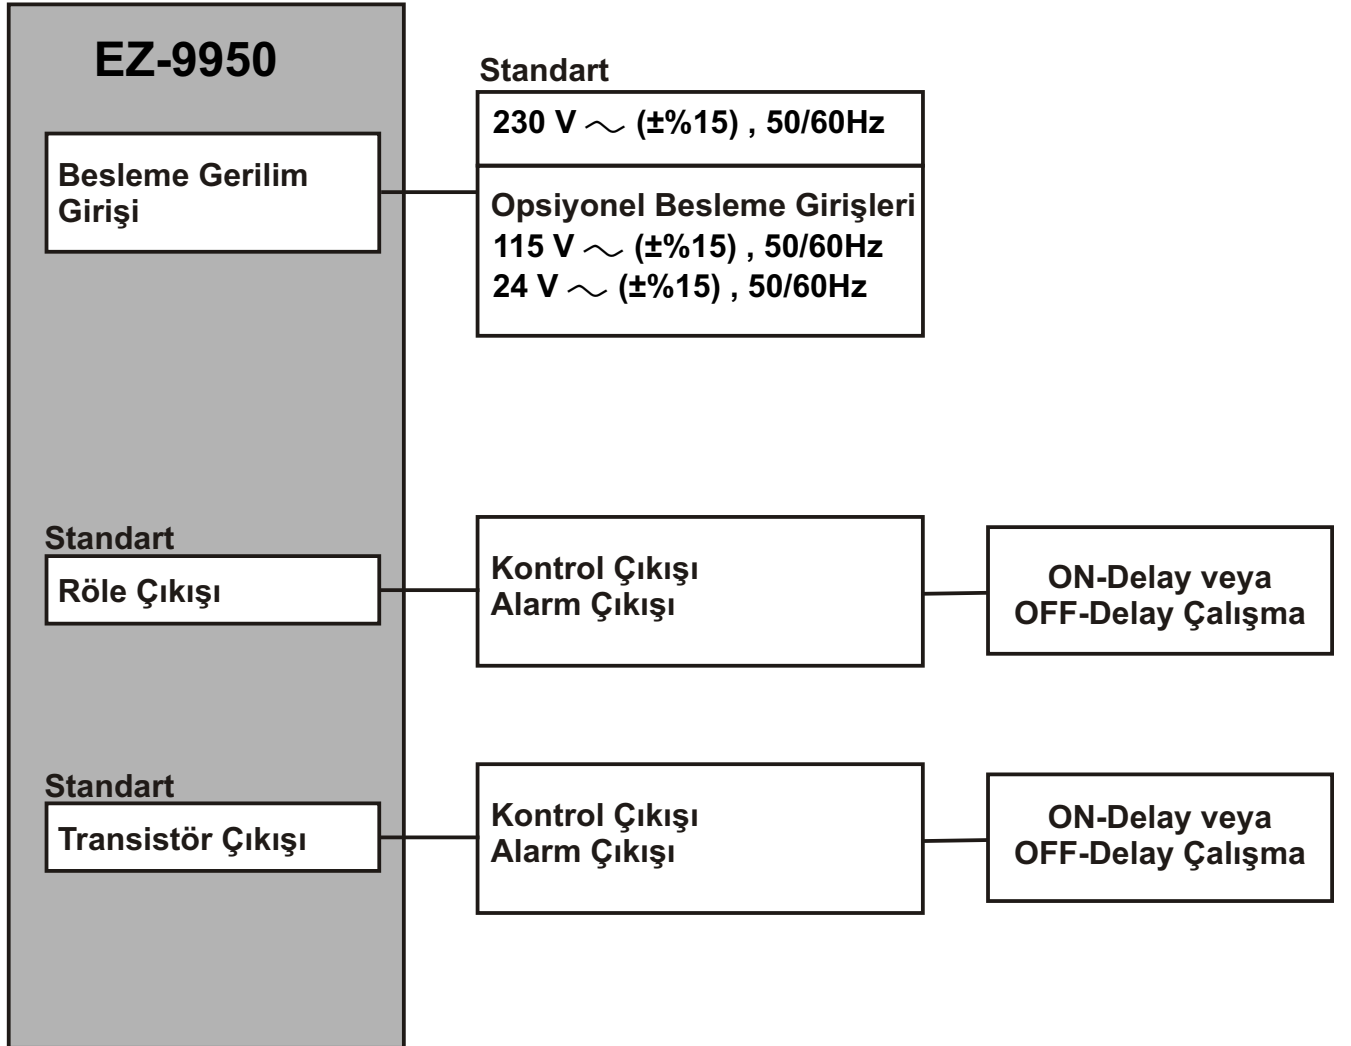 EZ-9950
Standart
230 V ～ (±%15) , 50/60Hz
Besleme Gerilim
Girişi
Opsiyonel Besleme Girişleri
115 V ～ (±%15) , 50/60Hz
24 V ～ (±%15) , 50/60Hz
Standart
Röle Çıkışı
Kontrol Çıkışı
Alarm Çıkışı
ON-Delay veya
OFF-Delay Çalışma
Standart
Transistör Çıkışı
Kontrol Çıkışı
Alarm Çıkışı
ON-Delay veya
OFF-Delay Çalışma